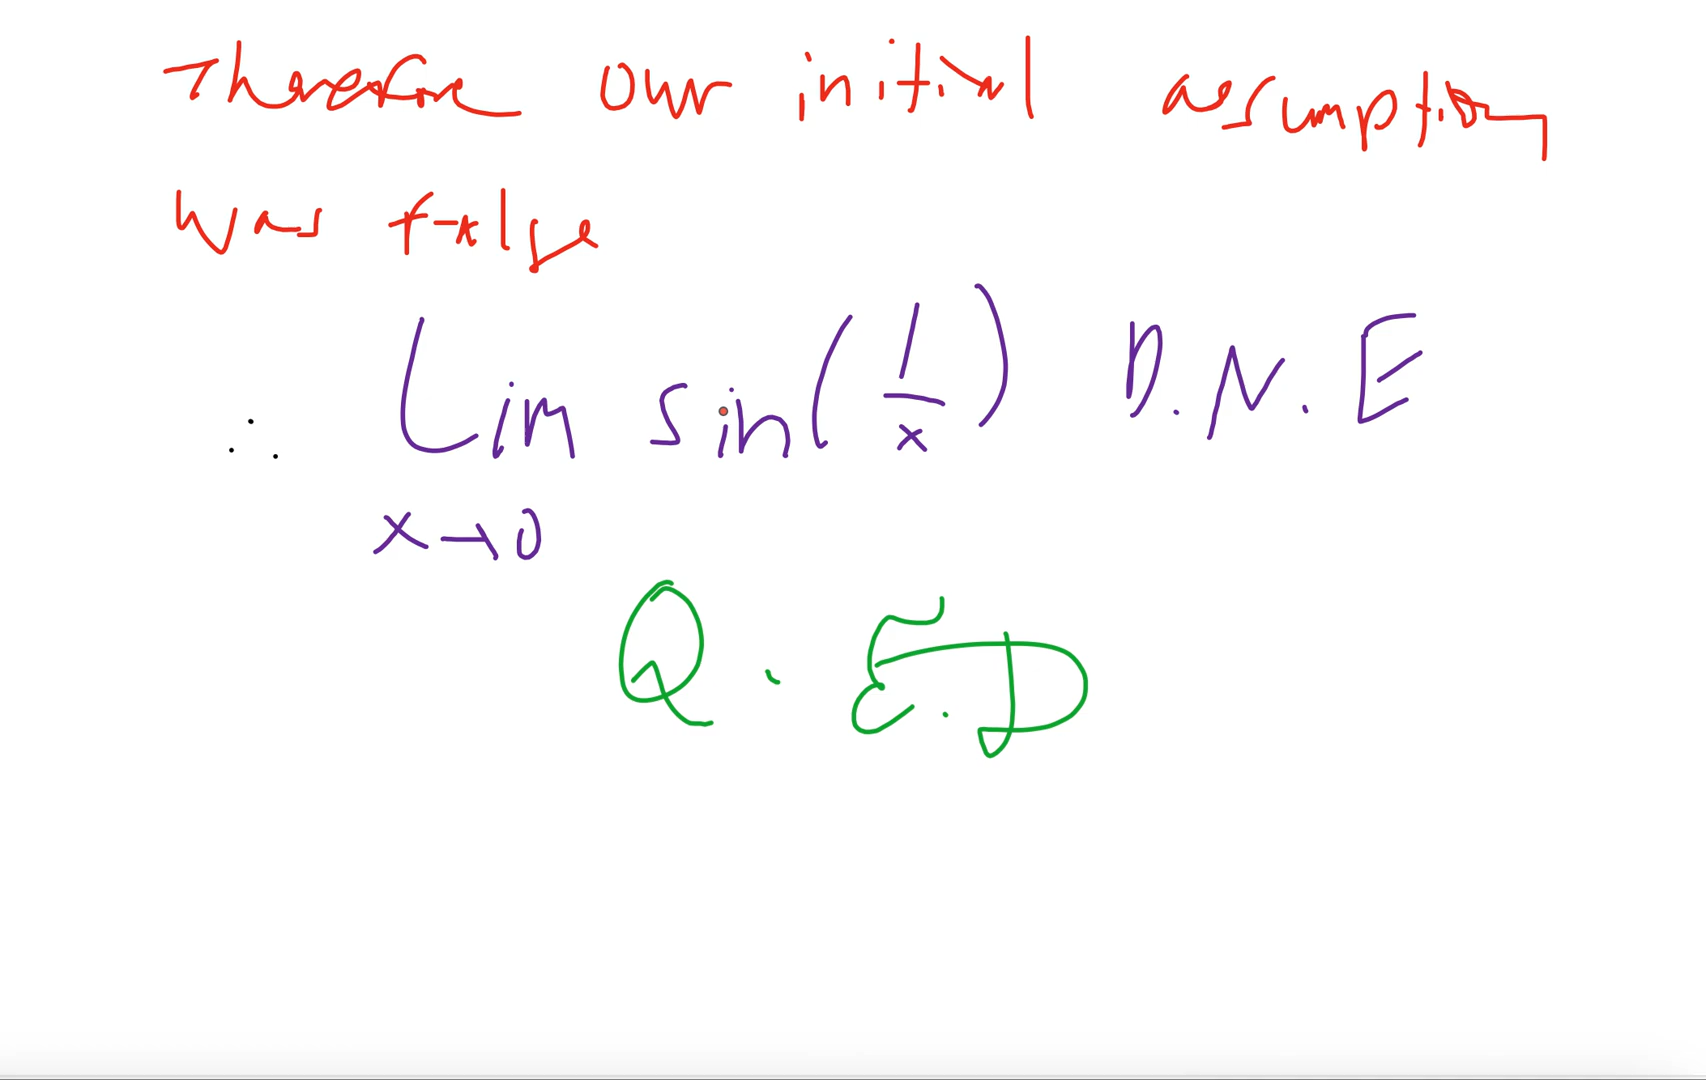 Therefore our initial assumption
was false
∴ Lim sin(1/x) D.N.E
x→0
Q.E.D